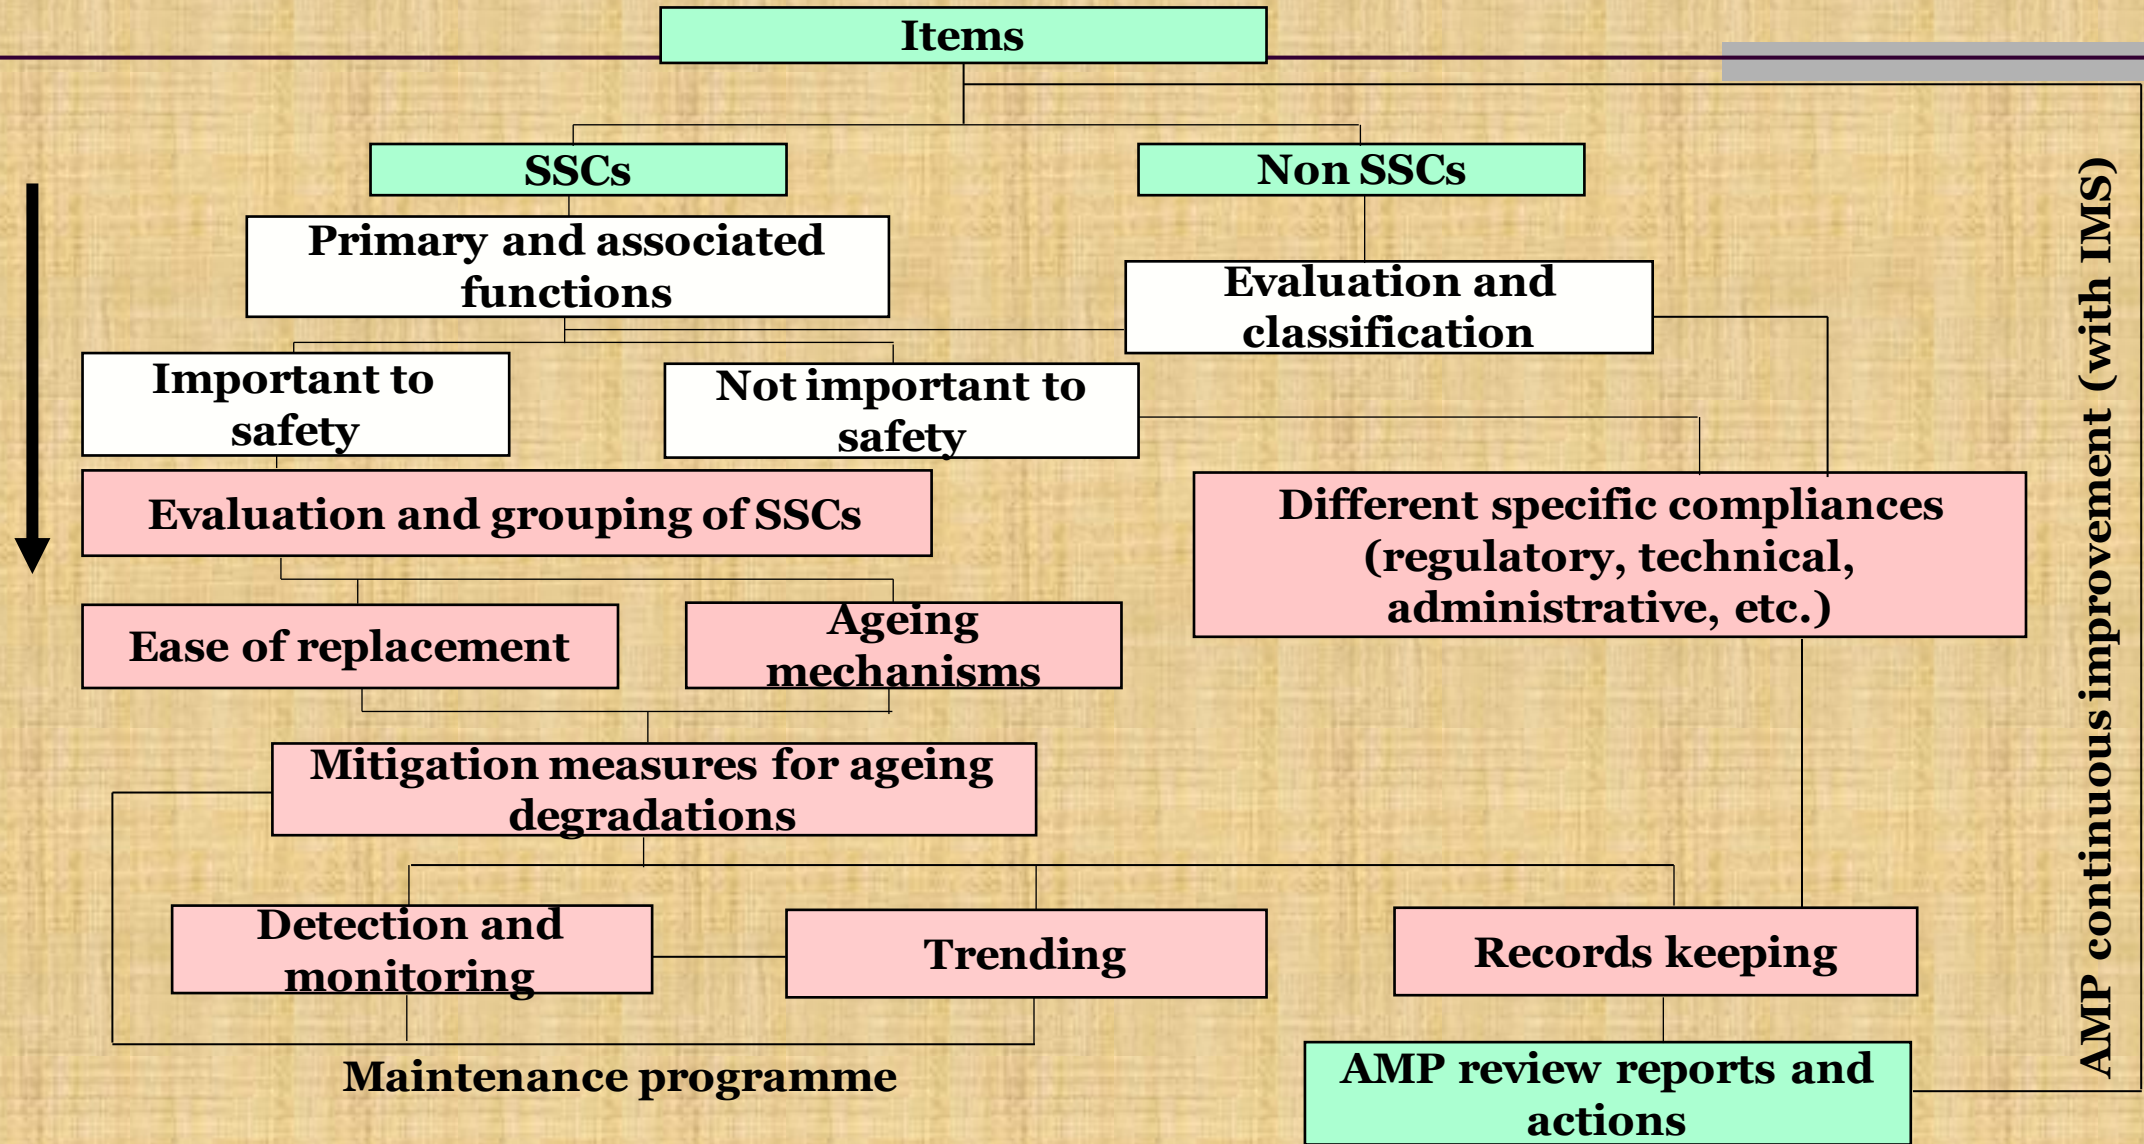 Items
SSCs
Non SSCs
Primary and associated
functions
Evaluation and
classification
Important to
safety
Not important to
safety
Evaluation and grouping of SSCs
Different specific compliances
(regulatory, technical,
administrative, etc.)
Ease of replacement
Ageing
mechanisms
Mitigation measures for ageing
degradations
Detection and
monitoring
Trending
Records keeping
Maintenance programme
AMP review reports and
actions
AMP continuous improvement (with IMS)